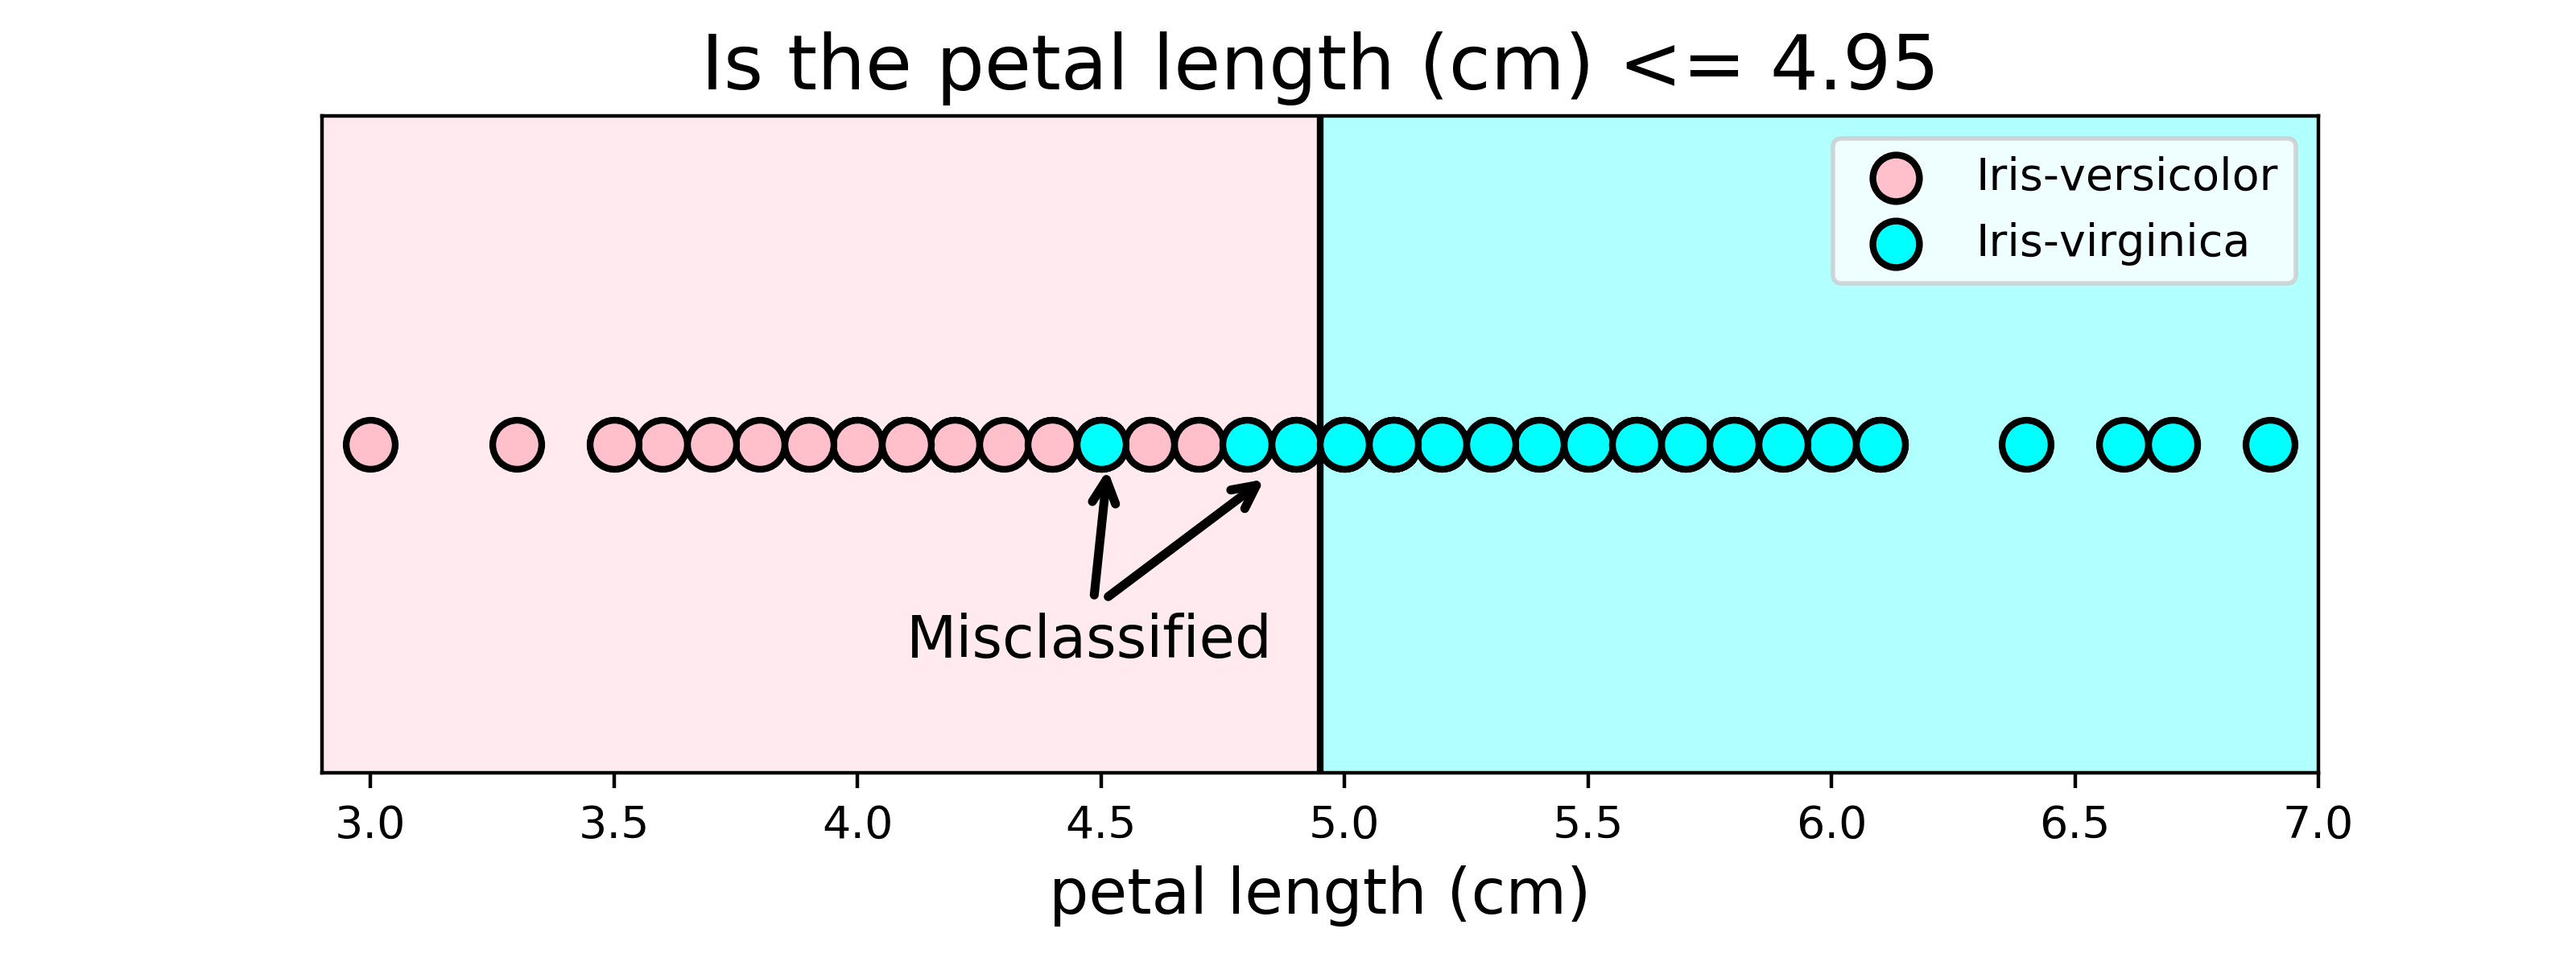 Is the petal length (cm) <= 4.95
Iris-versicolor
Iris-virginica
Misclassified
3.0 3.5 4.0 4.5 5.0 5.5 6.0 6.5 7.0
petal length (cm)